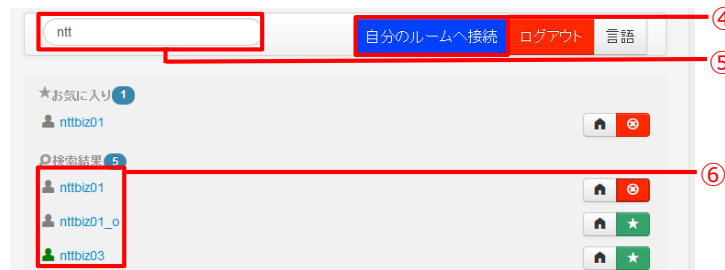 ntt
自分のルームへ接続 ログアウト 言語
④
⑤
★お気に入り 1
nttbiz01
検索結果 5
nttbiz01
⑥
nttbiz01_o
nttbiz03